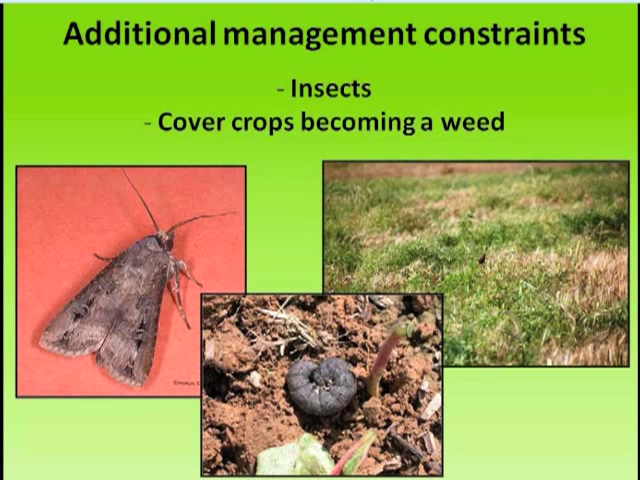 Additional management constraints
- Insects
- Cover crops becoming a weed